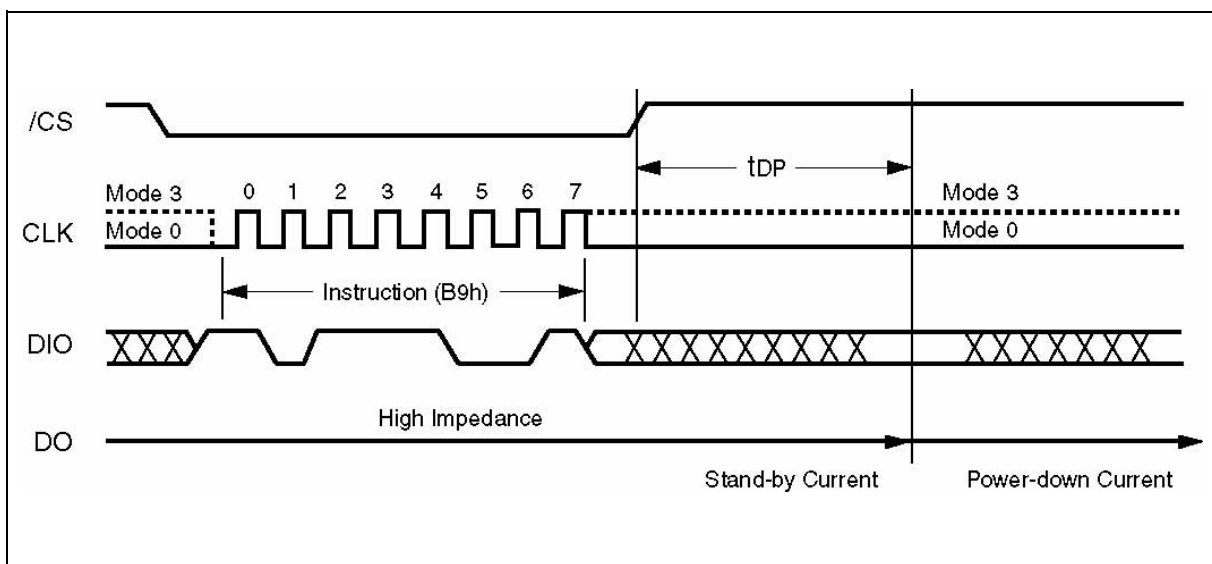 /CS
tDP
Mode 3 0 1 2 3 4 5 6 7 Mode 3
CLK Mode 0 Mode 0
Instruction (B9h)
DIO
High Impedance
DO
Stand-by Current Power-down Current